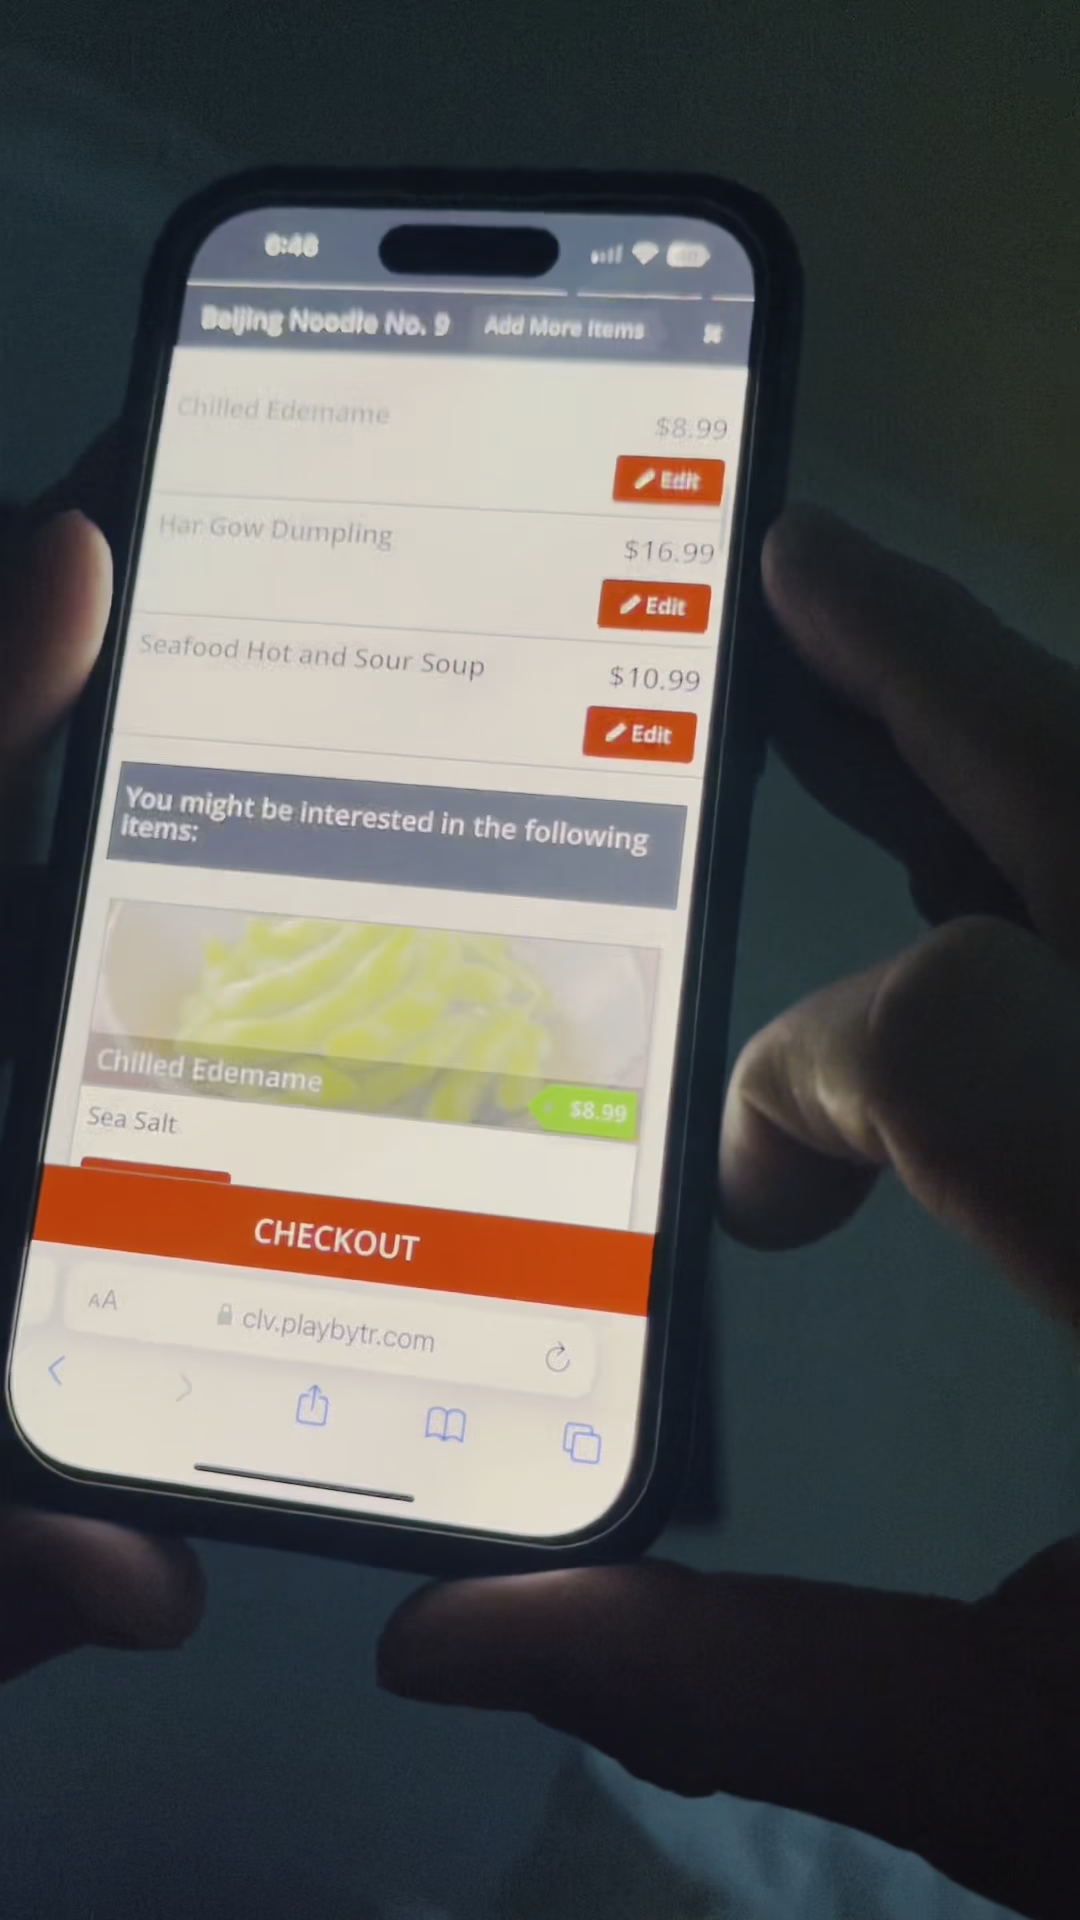 6:46
Beijing Noodle No. 9 Add More Items
Chilled Edemame
$8.99
Edit
Har Gow Dumpling
$16.99
Edit
Seafood Hot and Sour Soup
$10.99
Edit
You might be interested in the following
items:
Chilled Edemame
$8.99
Sea Salt
CHECKOUT
AA clv.playbytr.com